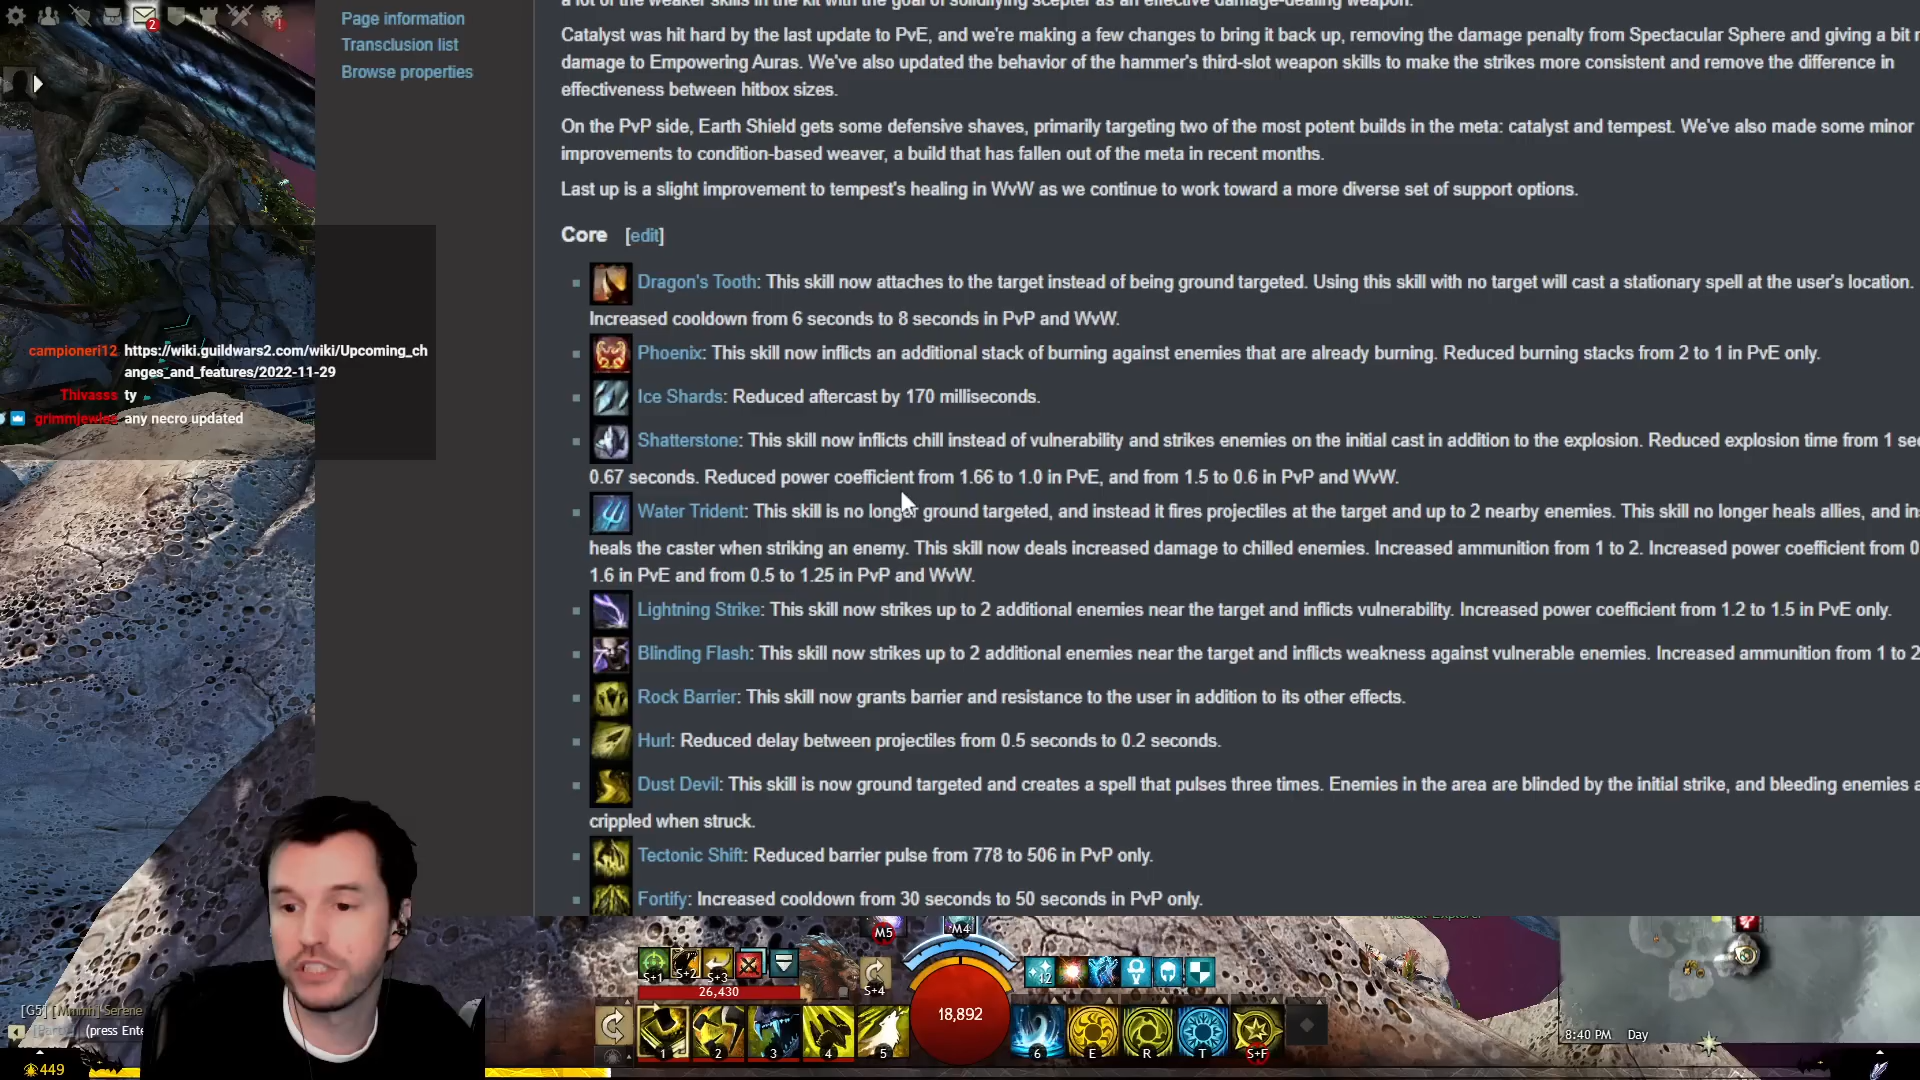 2
Page information
Transclusion list
Browse properties
a lot of the weaker skills in the kit with the goal of solidifying scepter as an effective damage-dealing weapon.
Catalyst was hit hard by the last update to PvE, and we're making a few changes to bring it back up, removing the damage penalty from Spectacular Sphere and giving a bit
damage to Empowering Auras. We've also updated the behavior of the hammer's third-slot weapon skills to make the strikes more consistent and remove the difference in
effectiveness between hitbox sizes.
On the PvP side, Earth Shield gets some defensive shaves, primarily targeting two of the most potent builds in the meta: catalyst and tempest. We've also made some minor
improvements to condition-based weaver, a build that has fallen out of the meta in recent months.
Last up is a slight improvement to tempest's healing in WvW as we continue to work toward a more diverse set of support options.
Core [edit]
Dragon's Tooth: This skill now attaches to the target instead of being ground targeted. Using this skill with no target will cast a stationary spell at the user's location.
Increased cooldown from 6 seconds to 8 seconds in PvP and WvW.
Phoenix: This skill now inflicts an additional stack of burning against enemies that are already burning. Reduced burning stacks from 2 to 1 in PvE only.
Ice Shards: Reduced aftercast by 170 milliseconds.
Shatterstone: This skill now inflicts chill instead of vulnerability and strikes enemies on the initial cast in addition to the explosion. Reduced explosion time from 1 sec
0.67 seconds. Reduced power coefficient from 1.66 to 1.0 in PvE, and from 1.5 to 0.6 in PvP and WvW.
Water Trident: This skill is no longer ground targeted, and instead it fires projectiles at the target and up to 2 nearby enemies. This skill no longer heals allies, and in
heals the caster when striking an enemy. This skill now deals increased damage to chilled enemies. Increased ammunition from 1 to 2. Increased power coefficient from 0
1.6 in PvE and from 0.5 to 1.25 in PvP and WvW.
Lightning Strike: This skill now strikes up to 2 additional enemies near the target and inflicts vulnerability. Increased power coefficient from 1.2 to 1.5 in PvE only.
Blinding Flash: This skill now strikes up to 2 additional enemies near the target and inflicts weakness against vulnerable enemies. Increased ammunition from 1 to 2
Rock Barrier: This skill now grants barrier and resistance to the user in addition to its other effects.
Hurl: Reduced delay between projectiles from 0.5 seconds to 0.2 seconds.
Dust Devil: This skill is now ground targeted and creates a spell that pulses three times. Enemies in the area are blinded by the initial strike, and bleeding enemies a
crippled when struck.
Tectonic Shift: Reduced barrier pulse from 778 to 506 in PvP only.
Fortify: Increased cooldown from 30 seconds to 50 seconds in PvP only.
campioneri12 https://wiki.guildwars2.com/wiki/Upcoming_ch
anges_and_features/2022-11-29
Thivasss ty
grimmjewlee any necro updated
M5 M4
S+1 S+2 S+3 S+4
26,430
12
18,892
1 2 3 4 5 6 E R T S+F
[G5] [Mmmh] Serene
(press Ente
449
8:40 PM Day